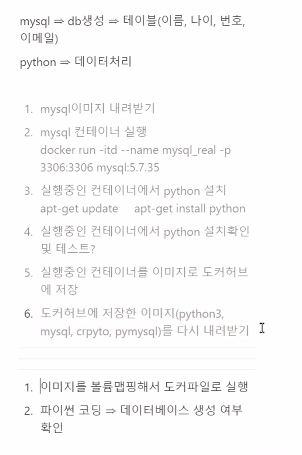 mysql ⇒ db생성 ⇒ 테이블(이름, 나이, 번호,
이메일)
python ⇒ 데이터처리
1. mysql이미지 내려받기
2. mysql 컨테이너 실행
docker run -itd --name mysql_real -p
3306:3306 mysql:5.7.35
3. 실행중인 컨테이너에서 python 설치
apt-get update apt-get install python
4. 실행중인 컨테이너에서 python 설치확인
및 테스트?
5. 실행중인 컨테이너를 이미지로 도커허브
에 저장
6. 도커허브에 저장한 이미지(python3,
mysql, crpyto, pymysql)를 다시 내려받기
1. 이미지를 볼륨맵핑해서 도커파일로 실행
2. 파이썬 코딩 ⇒ 데이터베이스 생성 여부
확인